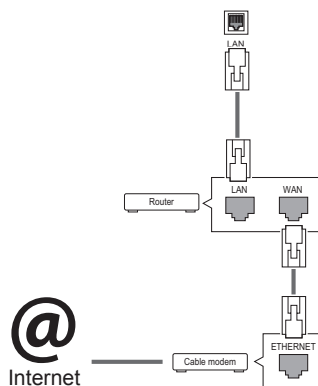 LAN
LAN WAN
Router
ETHERNET
@
Internet
Cable modem